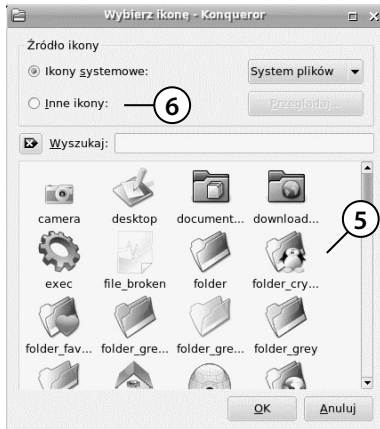 Wybierz ikonę - Konqueror
Źródło ikony
Ikony systemowe:
System plików
Inne ikony:
Przeglądaj...
6
Wyszukaj:
camera
desktop
document...
download...
5
exec
file_broken
folder
folder_cry...
folder_fav...
folder_gre...
folder_gre...
folder_grey
OK
Anuluj